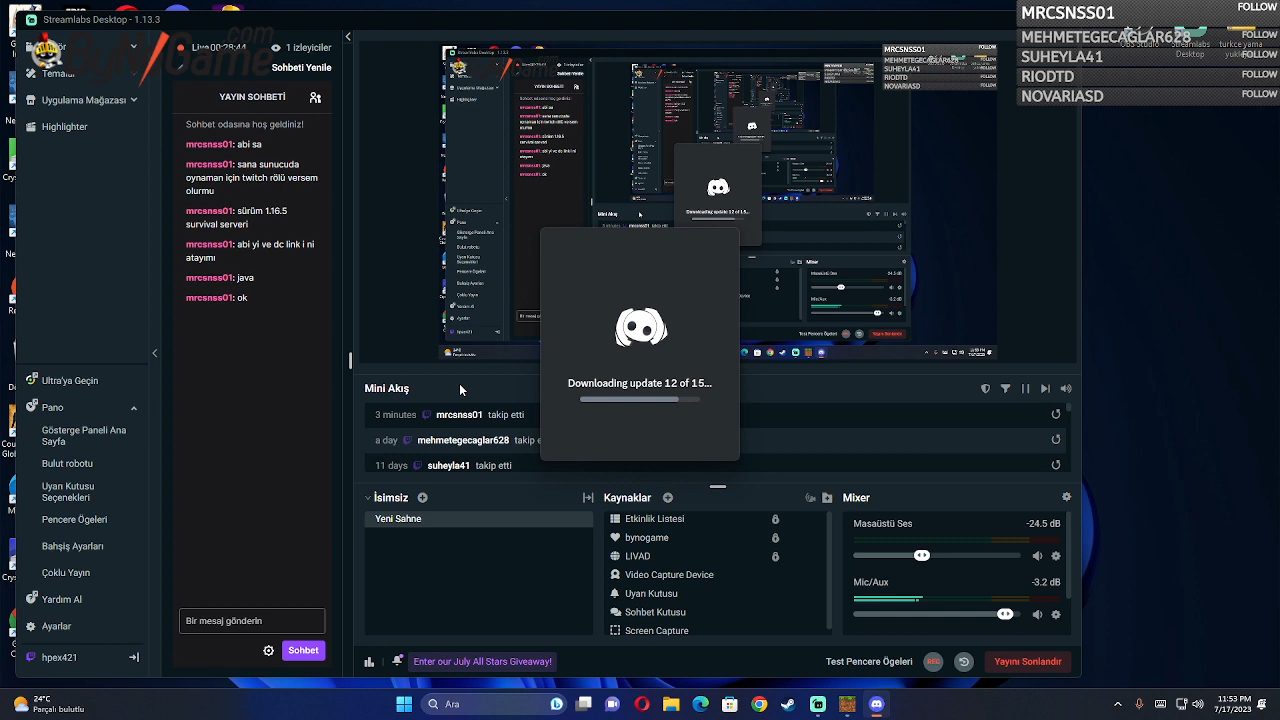 Streamlabs Desktop - 1.13.3
Live 00:28:44
1 izleyiciler
Sohbeti Yenile
Uygulama Mağazası
Highlighter
YAYIN SOHBETİ
Sohbet odasına hoş geldiniz!
mrcsnss01: abi sa
mrcsnss01: sana sunucuda
oynaman için twitch rölü versem
olurmu
mrcsnss01: sürüm 1.16.5
survival serveri
mrcsnss01: abi yi ve dc link i ni
atayımı
mrcsnss01: java
mrcsnss01: ok
Ultra'ya Geçin
Pano
Gösterge Paneli Ana
Sayfa
Bulut robotu
Uyarı Kutusu
Seçenekleri
Pencere Ögeleri
Bahşiş Ayarları
Çoklu Yayın
Yardım Al
Ayarlar
hpex421
Bir mesaj gönderin
Sohbet
MRCSNSS01 FOLLOW
MEHMETEGECAGLAR628 FOLLOW
SUHEYLA41 FOLLOW
RIODTD FOLLOW
NOVARIASD FOLLOW
Desktop
Downloading update 12 of 15...
Mini Akış
3 minutes mrcsnss01 takip etti
a day mehmetegecaglar628 takip
11 days suheyla41 takip etti
İsimsiz
Yeni Sahne
Kaynaklar
Etkinlik Listesi
bynogame
LIVAD
Video Capture Device
Uyarı Kutusu
Sohbet Kutusu
Screen Capture
Mixer
Masaüstü Ses -24.5 dB
Mic/Aux -3.2 dB
Enter our July All Stars Giveaway!
Test Pencere Ögeleri
REC
Yayını Sonlandır
24°C
Parçalı bulutlu
Ara
11:53 PM
7/17/2023